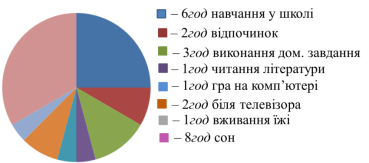 – 6год навчання у школі
– 2год відпочинок
– 3год виконання дом. завдання
– 1год читання літератури
– 1год гра на комп’ютері
– 2год біля телевізора
– 1год вживання їжі
– 8год сон